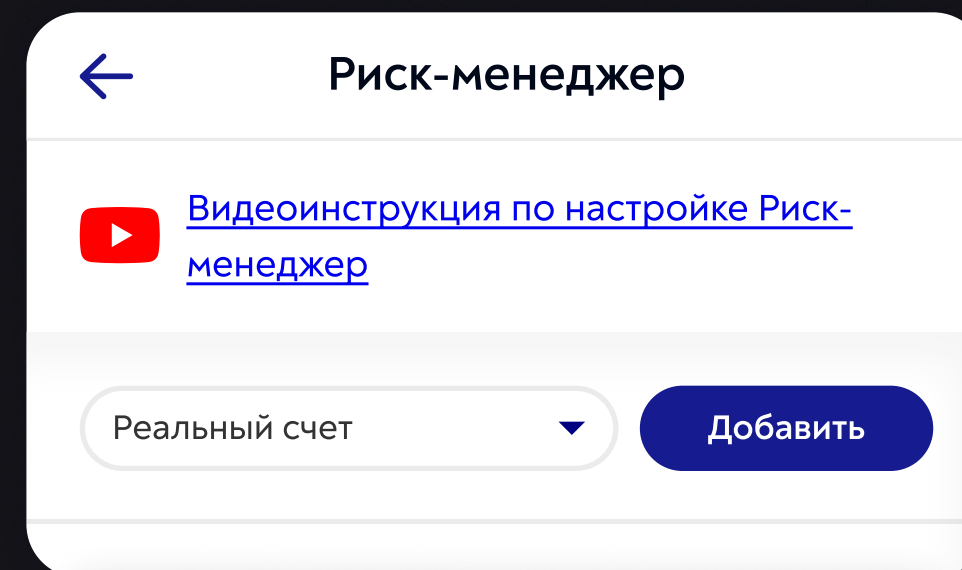 Риск-менеджер
Видеоинструкция по настройке Риск-
менеджер
Реальный счет
Добавить